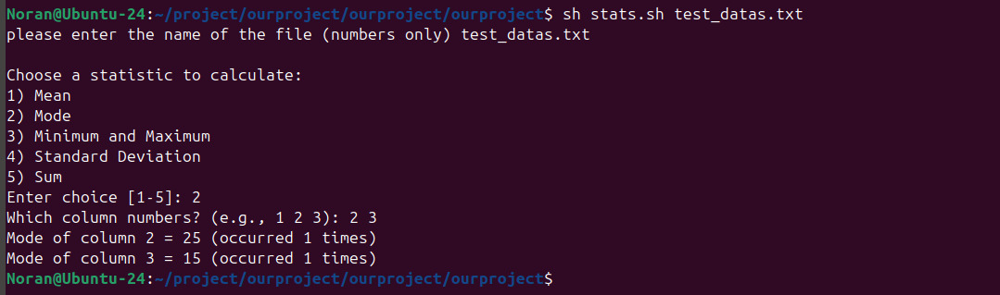 Noran@Ubuntu-24:~/project/ourproject/ourproject/ourproject$ sh stats.sh test_datas.txt
please enter the name of the file (numbers only) test_datas.txt
Choose a statistic to calculate:
1) Mean
2) Mode
3) Minimum and Maximum
4) Standard Deviation
5) Sum
Enter choice [1-5]: 2
Which column numbers? (e.g., 1 2 3): 2 3
Mode of column 2 = 25 (occurred 1 times)
Mode of column 3 = 15 (occurred 1 times)
Noran@Ubuntu-24:~/project/ourproject/ourproject/ourproject$